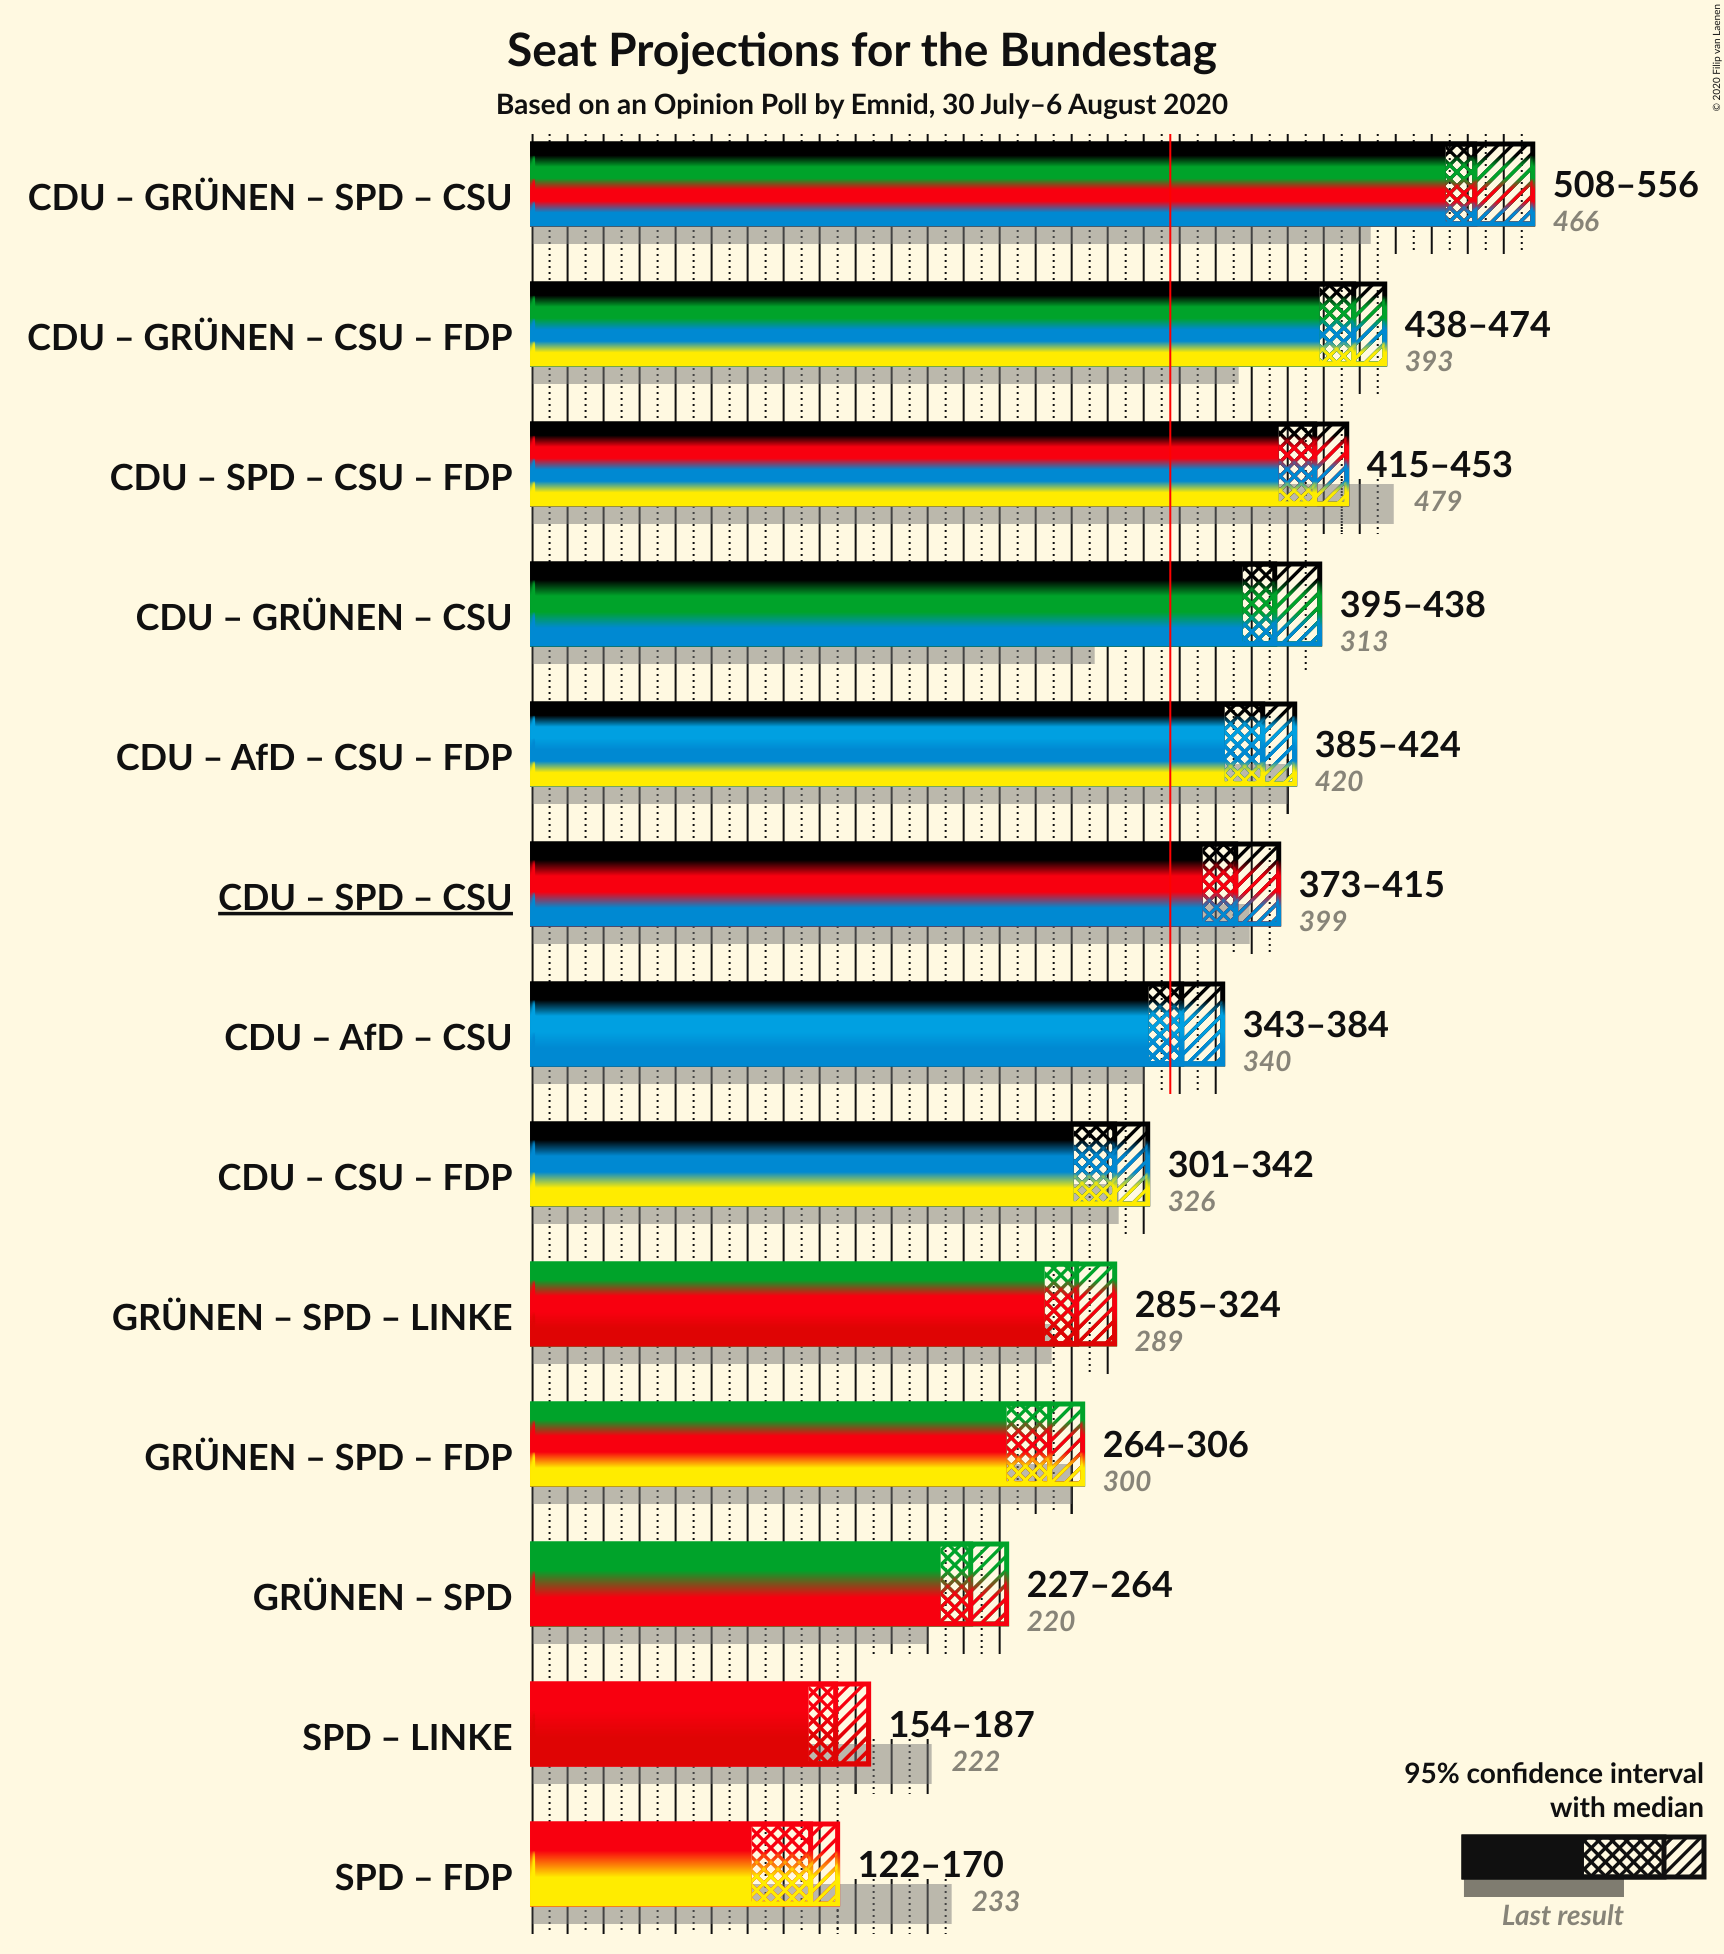 Seat Projections for the Bundestag
Based on an Opinion Poll by Emnid, 30 July–6 August 2020
© 2020 Filip van Laenen
CDU – GRÜNEN – SPD – CSU
508–556
466
CDU – GRÜNEN – CSU – FDP
438–474
393
CDU – SPD – CSU – FDP
415–453
479
CDU – GRÜNEN – CSU
395–438
313
CDU – AfD – CSU – FDP
385–424
420
CDU – SPD – CSU
373–415
399
CDU – AfD – CSU
343–384
340
CDU – CSU – FDP
301–342
326
GRÜNEN – SPD – LINKE
285–324
289
GRÜNEN – SPD – FDP
264–306
300
GRÜNEN – SPD
227–264
220
SPD – LINKE
154–187
222
SPD – FDP
122–170
233
95% confidence interval
with median
Last result